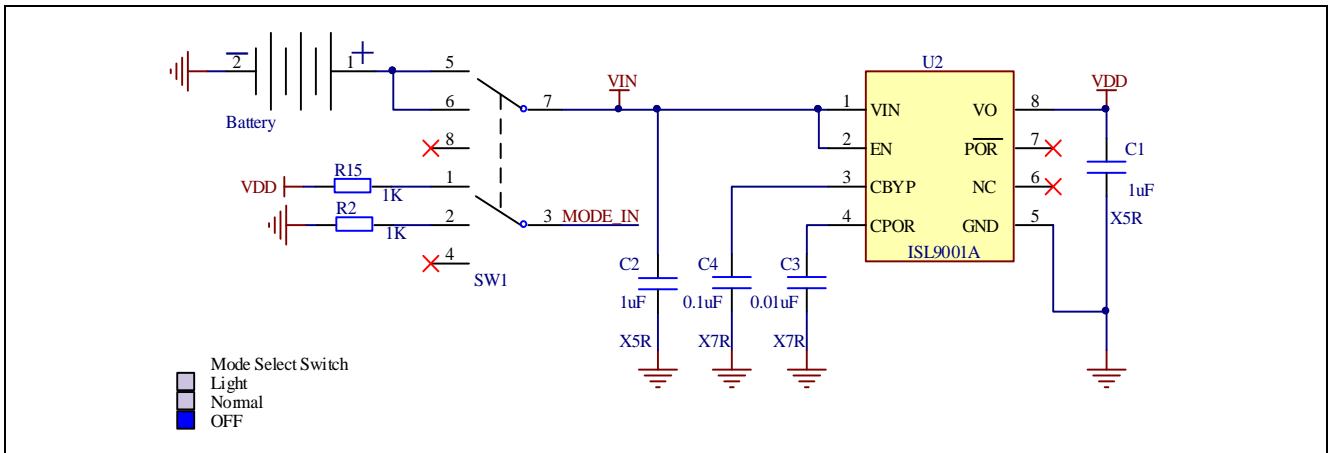 2
1
Battery
5
6
7
8
VDD
R15
1K
1
R2
1K
2
3
MODE_IN
4
SW1
VIN
U2
1
VIN
2
EN
3
CBYP
4
CPOR
VO
8
POR
7
NC
6
GND
5
ISL9001A
VDD
C1
1uF
X5R
C2
1uF
X5R
C4
0.1uF
X7R
C3
0.01uF
X7R
Mode Select Switch
Light
Normal
OFF